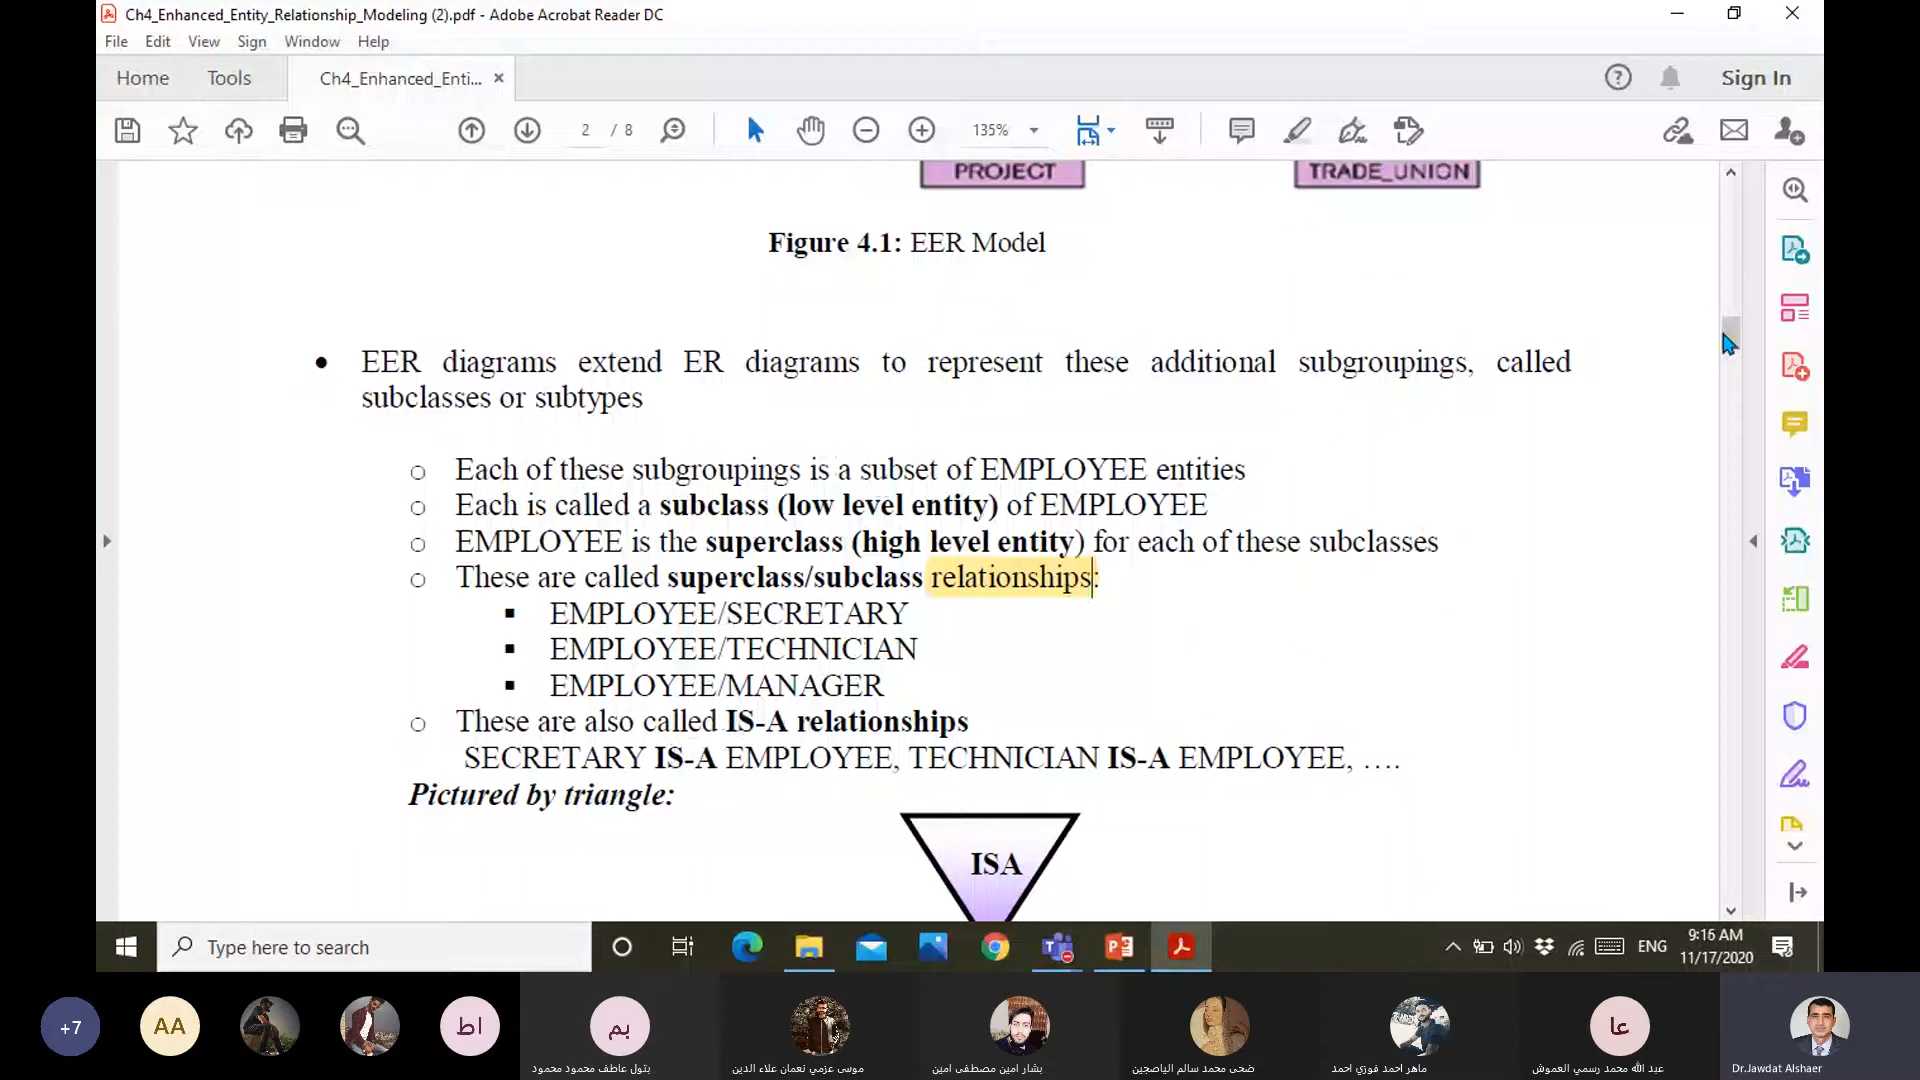 Ch4_Enhanced_Entity_Relationship_Modeling (2).pdf - Adobe Acrobat Reader DC
File Edit View Sign Window Help
Home Tools Ch4_Enhanced_Enti... × Sign In
2 / 8 135%
PROJECT TRADE_UNION
Figure 4.1: EER Model
• EER diagrams extend ER diagrams to represent these additional subgroupings, called
subclasses or subtypes
o Each of these subgroupings is a subset of EMPLOYEE entities
o Each is called a subclass (low level entity) of EMPLOYEE
o EMPLOYEE is the superclass (high level entity) for each of these subclasses
o These are called superclass/subclass relationships:
▪ EMPLOYEE/SECRETARY
▪ EMPLOYEE/TECHNICIAN
▪ EMPLOYEE/MANAGER
o These are also called IS-A relationships
SECRETARY IS-A EMPLOYEE, TECHNICIAN IS-A EMPLOYEE, ….
Pictured by triangle:
ISA
Type here to search
ENG
9:16 AM
11/17/2020
+7 AA اط بم عا
بتول عاطف محمود محمود
موسى عزمي نعمان علاء الدين
بشار امين مصطفى امين
ضحى محمد سالم الياصجين
ماهر احمد فوزي احمد
عبد الله محمد رسمي العموش
Dr.Jawdat Alshaer